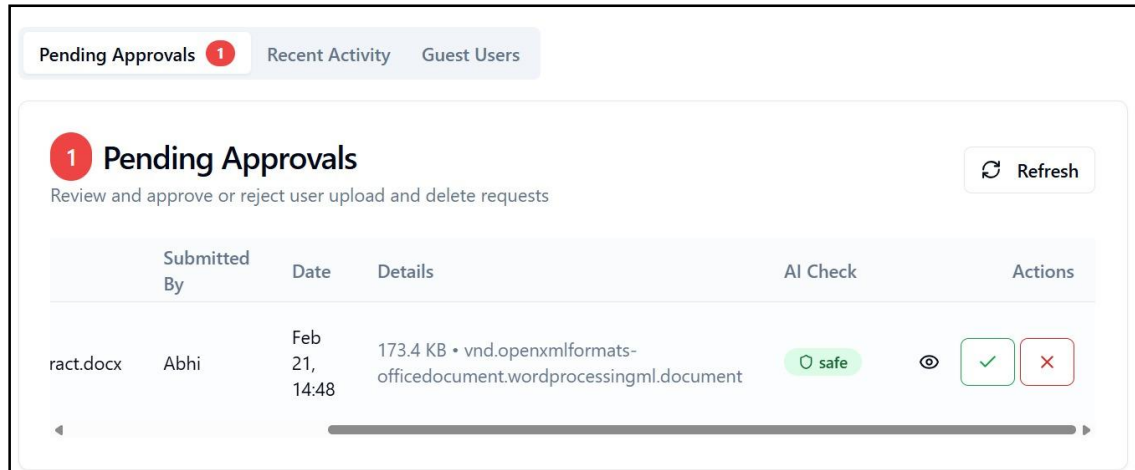 Pending Approvals 1 Recent Activity Guest Users
1 Pending Approvals
Refresh
Review and approve or reject user upload and delete requests
Submitted By Date Details AI Check Actions
ract.docx Abhi Feb 21, 14:48 173.4 KB • vnd.openxmlformats-officedocument.wordprocessingml.document safe